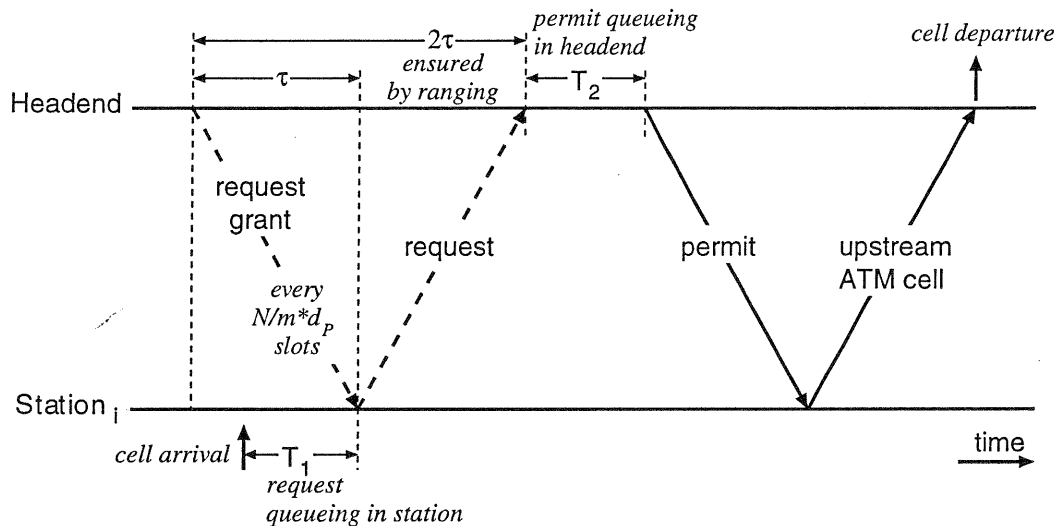 permit queueing
in headend
cell departure
2τ
τ
ensured
by ranging
T2
Headend
request
grant
request
permit
upstream
ATM cell
every
N/m*dP
slots
Station i
cell arrival
T1
time
request
queueing in station